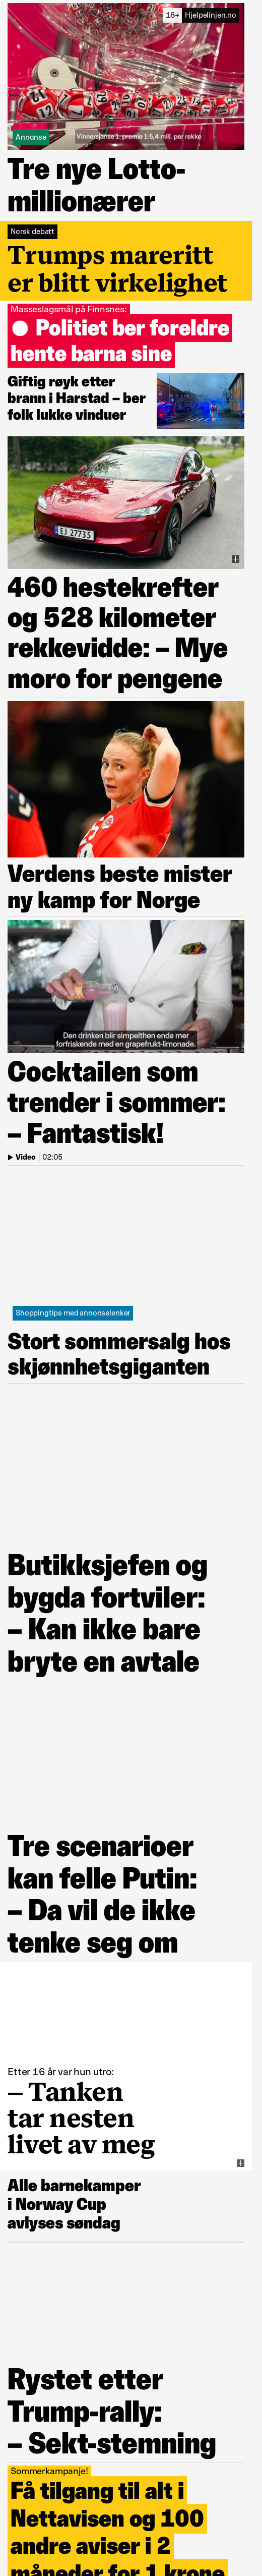 18+ Hjelpelinjen.no
Annonse
Vinnersjanse 1. premie 1:5,4 mill. per rekke
Tre nye Lotto-
millionærer
Norsk debatt
Trumps mareritt
er blitt virkelighet
Masseslagsmål på Finnsnes:
Politiet ber foreldre
hente barna sine
Giftig røyk etter
brann i Harstad – ber
folk lukke vinduer
EJ 27735
460 hestekrefter
og 528 kilometer
rekkevidde: – Mye
moro for pengene
Verdens beste mister
ny kamp for Norge
Den drinken blir simpelthen enda mer
forfriskende med en grapefrukt-limonade.
Cocktailen som
trender i sommer:
– Fantastisk!
Video | 02:05
Shoppingtips med annonselenker
Stort sommersalg hos
skjønnhetsgiganten
Butikksjefen og
bygda fortviler:
– Kan ikke bare
bryte en avtale
Tre scenarioer
kan felle Putin:
– Da vil de ikke
tenke seg om
Etter 16 år var hun utro:
– Tanken
tar nesten
livet av meg
Alle barnekamper
i Norway Cup
avlyses søndag
Rystet etter
Trump-rally:
– Sekt-stemning
Sommerkampanje!
Få tilgang til alt i
Nettavisen og 100
andre aviser i 2
måneder for 1 krone